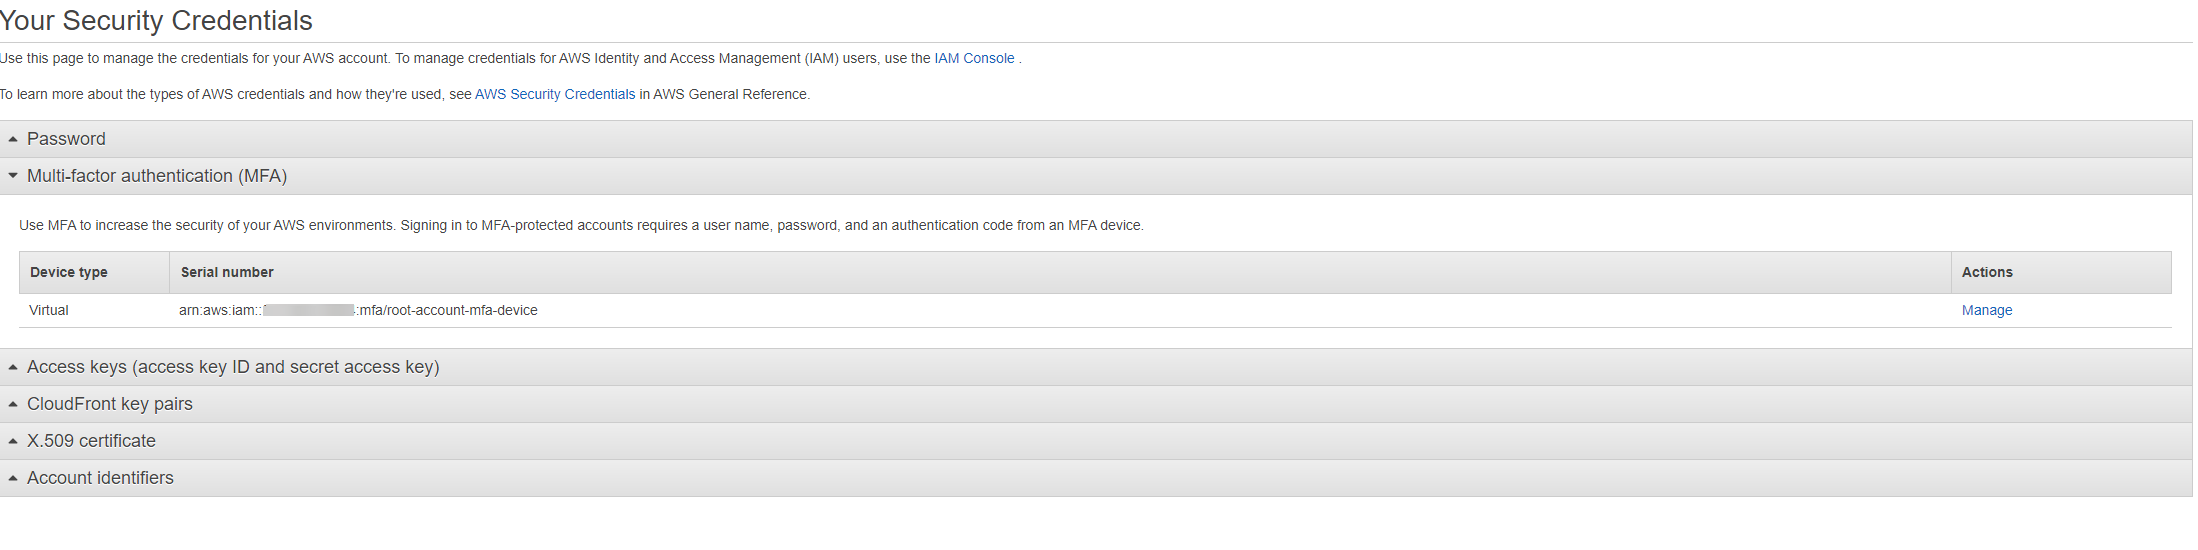 Your Security Credentials
Use this page to manage the credentials for your AWS account. To manage credentials for AWS Identity and Access Management (IAM) users, use the IAM Console .
To learn more about the types of AWS credentials and how they're used, see AWS Security Credentials in AWS General Reference.
Password
Multi-factor authentication (MFA)
Use MFA to increase the security of your AWS environments. Signing in to MFA-protected accounts requires a user name, password, and an authentication code from an MFA device.
Device type Serial number Actions
Virtual arn:aws:iam:: :mfa/root-account-mfa-device Manage
Access keys (access key ID and secret access key)
CloudFront key pairs
X.509 certificate
Account identifiers